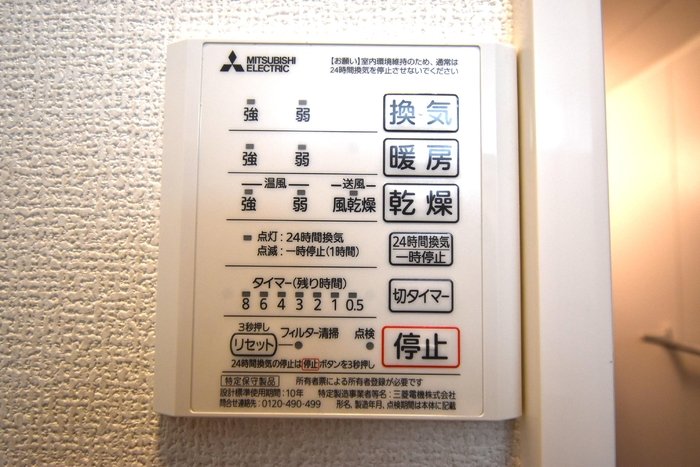 MITSUBISHI
ELECTRIC
【お願い】室内環境維持のため、通常は
24時間換気を停止させないでください
強 弱 換気
強 弱 暖房
温風 送風
強 弱 風乾燥 乾燥
点灯：24時間換気
点滅：一時停止(1時間)
24時間換気
一時停止
タイマー(残り時間)
8 6 4 3 2 1 0.5
切タイマー
3秒押し
リセット フィルター清掃 点検
停止
24時間換気の停止は停止ボタンを3秒押し
特定保守製品 所有者票による所有者登録が必要です
設計標準使用期間：10年 特定製造事業者等名：三菱電機株式会社
問合せ連絡先：0120-490-499 形名、製造年月、点検期間は本体に記載